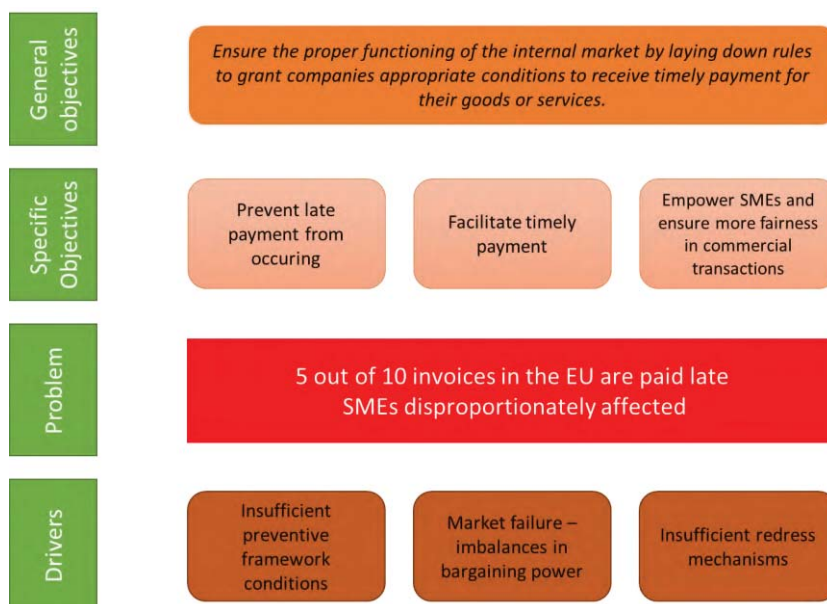 General
objectives
Ensure the proper functioning of the internal market by laying down rules
to grant companies appropriate conditions to receive timely payment for
their goods or services.
Specific
Objectives
Prevent late
payment from
occuring
Facilitate timely
payment
Empower SMEs and
ensure more fairness
in commercial
transactions
Problem
5 out of 10 invoices in the EU are paid late
SMEs disproportionately affected
Drivers
Insufficient
preventive
framework
conditions
Market failure –
imbalances in
bargaining power
Insufficient redress
mechanisms